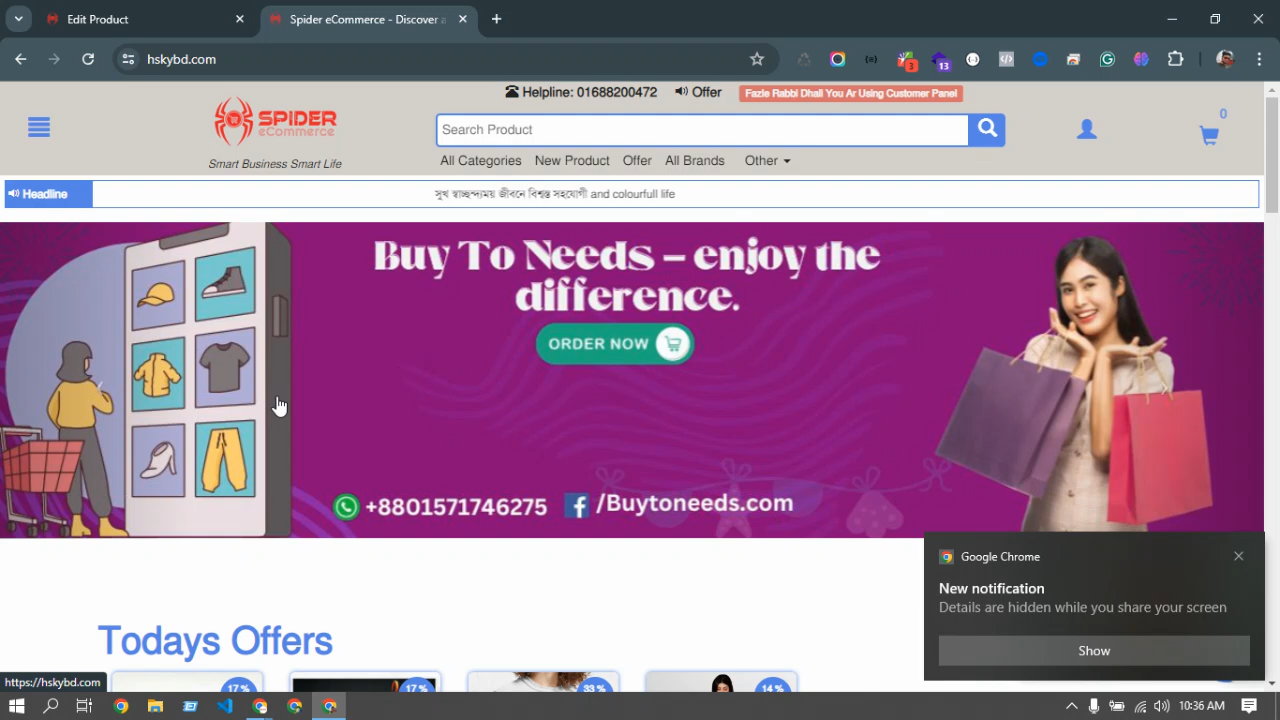 Edit Product
Spider eCommerce - Discover a
hskybd.com
3
13
Helpline: 01688200472
Offer
Fazle Rabbi Dhali You Ar Using Customer Panel
SPIDER
eCommerce
Smart Business Smart Life
Search Product
0
All Categories
New Product
Offer
All Brands
Other
Headline
সুখ স্বাচ্ছন্দ্যময় জীবনে বিশ্বস্ত সহযোগী and colourfull life
Buy To Needs – enjoy the
difference.
ORDER NOW
+8801571746275
/Buytoneeds.com
Google Chrome
New notification
Details are hidden while you share your screen
Show
Todays Offers
https://hskybd.com
17 %
17 %
33 %
14 %
10:36 AM